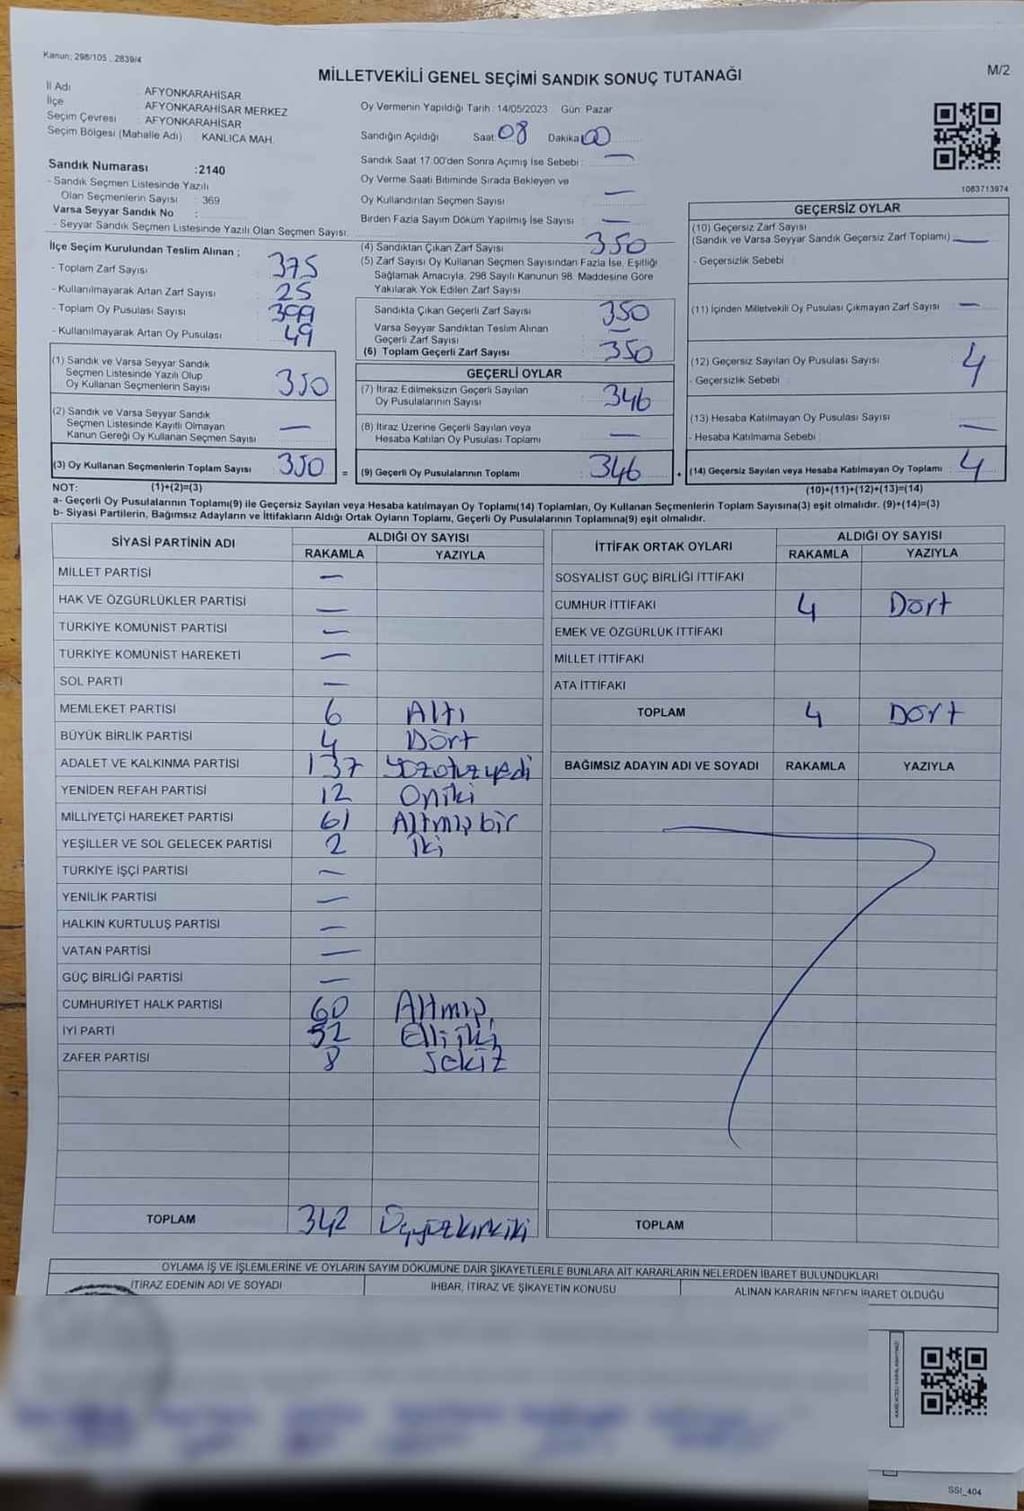 Kanun; 298/105 , 2839/4
MİLLETVEKİLİ GENEL SEÇİMİ SANDIK SONUÇ TUTANAĞI
M/2
İl Adı AFYONKARAHİSAR
İlçe AFYONKARAHİSAR MERKEZ
Seçim Çevresi AFYONKARAHİSAR
Seçim Bölgesi (Mahalle Adı) KANLICA MAH.
Sandık Numarası :2140
- Sandık Seçmen Listesinde Yazılı
Olan Seçmenlerin Sayısı : 369
Varsa Seyyar Sandık No :
- Seyyar Sandık Seçmen Listesinde Yazılı Olan Seçmen Sayısı:
Oy Vermenin Yapıldığı Tarih : 14/05/2023 Gün: Pazar
Sandığın Açıldığı Saat: 08 Dakika: 00
Sandık Saat 17:00'den Sonra Açımış İse Sebebi : —
Oy Verme Saati Bitiminde Sırada Bekleyen ve
Oy Kullandırılan Seçmen Sayısı —
Birden Fazla Sayım Döküm Yapılmış İse Sayısı —
1083713974
İlçe Seçim Kurulundan Teslim Alınan ;
- Toplam Zarf Sayısı 375
- Kullanılmayarak Artan Zarf Sayısı 25
- Toplam Oy Pusulası Sayısı 399
- Kullanılmayarak Artan Oy Pusulası 49
(1) Sandık ve Varsa Seyyar Sandık
Seçmen Listesinde Yazılı Olup
Oy Kullanan Seçmenlerin Sayısı 350
(2) Sandık ve Varsa Seyyar Sandık
Seçmen Listesinde Kayıtlı Olmayan
Kanun Gereği Oy Kullanan Seçmen Sayısı —
(3) Oy Kullanan Seçmenlerin Toplam Sayısı 350 =
(4) Sandıktan Çıkan Zarf Sayısı 350
(5) Zarf Sayısı Oy Kullanan Seçmen Sayısından Fazla İse, Eşitliği
Sağlamak Amacıyla, 298 Sayılı Kanunun 98. Maddesine Göre
Yakılarak Yok Edilen Zarf Sayısı
Sandıkta Çıkan Geçerli Zarf Sayısı 350
Varsa Seyyar Sandıktan Teslim Alınan
Geçerli Zarf Sayısı —
(6) Toplam Geçerli Zarf Sayısı 350
GEÇERLİ OYLAR
(7) İtiraz Edilmeksizin Geçerli Sayılan
Oy Pusulalarının Sayısı 346
(8) İtiraz Üzerine Geçerli Sayılan veya
Hesaba Katılan Oy Pusulası Toplamı —
(9) Geçerli Oy Pusulalarının Toplamı 346 +
GEÇERSİZ OYLAR
(10) Geçersiz Zarf Sayısı
(Sandık ve Varsa Seyyar Sandık Geçersiz Zarf Toplamı) —
- Geçersizlik Sebebi
(11) İçinden Milletvekili Oy Pusulası Çıkmayan Zarf Sayısı —
(12) Geçersiz Sayılan Oy Pusulası Sayısı 4
- Geçersizlik Sebebi :
(13) Hesaba Katılmayan Oy Pusulası Sayısı —
- Hesaba Katılmama Sebebi :
(14) Geçersiz Sayılan veya Hesaba Katılmayan Oy Toplamı 4
NOT: (1)+(2)=(3)
(10)+(11)+(12)+(13)=(14)
a- Geçerli Oy Pusulalarının Toplamı(9) ile Geçersiz Sayılan veya Hesaba katılmayan Oy Toplamı(14) Toplamları, Oy Kullanan Seçmenlerin Toplam Sayısına(3) eşit olmalıdır. (9)+(14)=(3)
b- Siyasi Partilerin, Bağımsız Adayların ve İttifakların Aldığı Ortak Oyların Toplamı, Geçerli Oy Pusulalarının Toplamına(9) eşit olmalıdır.
SİYASİ PARTİNİN ADI ALDIĞI OY SAYISI
RAKAMLA YAZIYLA
MİLLET PARTİSİ —
HAK VE ÖZGÜRLÜKLER PARTİSİ —
TÜRKİYE KOMÜNİST PARTİSİ —
TÜRKİYE KOMÜNİST HAREKETİ —
SOL PARTİ —
MEMLEKET PARTİSİ 6 Altı
BÜYÜK BİRLİK PARTİSİ 4 Dört
ADALET VE KALKINMA PARTİSİ 137 Yüzotuzyedi
YENİDEN REFAH PARTİSİ 12 Oniki
MİLLİYETÇİ HAREKET PARTİSİ 61 Altmış bir
YEŞİLLER VE SOL GELECEK PARTİSİ 2 İki
TÜRKİYE İŞÇİ PARTİSİ —
YENİLİK PARTİSİ —
HALKIN KURTULUŞ PARTİSİ —
VATAN PARTİSİ —
GÜÇ BİRLİĞİ PARTİSİ —
CUMHURİYET HALK PARTİSİ 60 Altmış
İYİ PARTİ 52 Elli iki
ZAFER PARTİSİ 8 Sekiz
TOPLAM 342 Üçyüzkırkiki
İTTİFAK ORTAK OYLARI ALDIĞI OY SAYISI
RAKAMLA YAZIYLA
SOSYALİST GÜÇ BİRLİĞİ İTTİFAKI
CUMHUR İTTİFAKI 4 Dört
EMEK VE ÖZGÜRLÜK İTTİFAKI
MİLLET İTTİFAKI
ATA İTTİFAKI
TOPLAM 4 Dört
BAĞIMSIZ ADAYIN ADI VE SOYADI RAKAMLA YAZIYLA
TOPLAM
OYLAMA İŞ VE İŞLEMLERİNE VE OYLARIN SAYIM DÖKÜMÜNE DAİR ŞİKAYETLERLE BUNLARA AİT KARARLARIN NELERDEN İBARET BULUNDUKLARI
İTİRAZ EDENİN ADI VE SOYADI İHBAR, İTİRAZ VE ŞİKAYETİN KONUSU ALINAN KARARIN NEDEN İBARET OLDUĞU
SSI_404